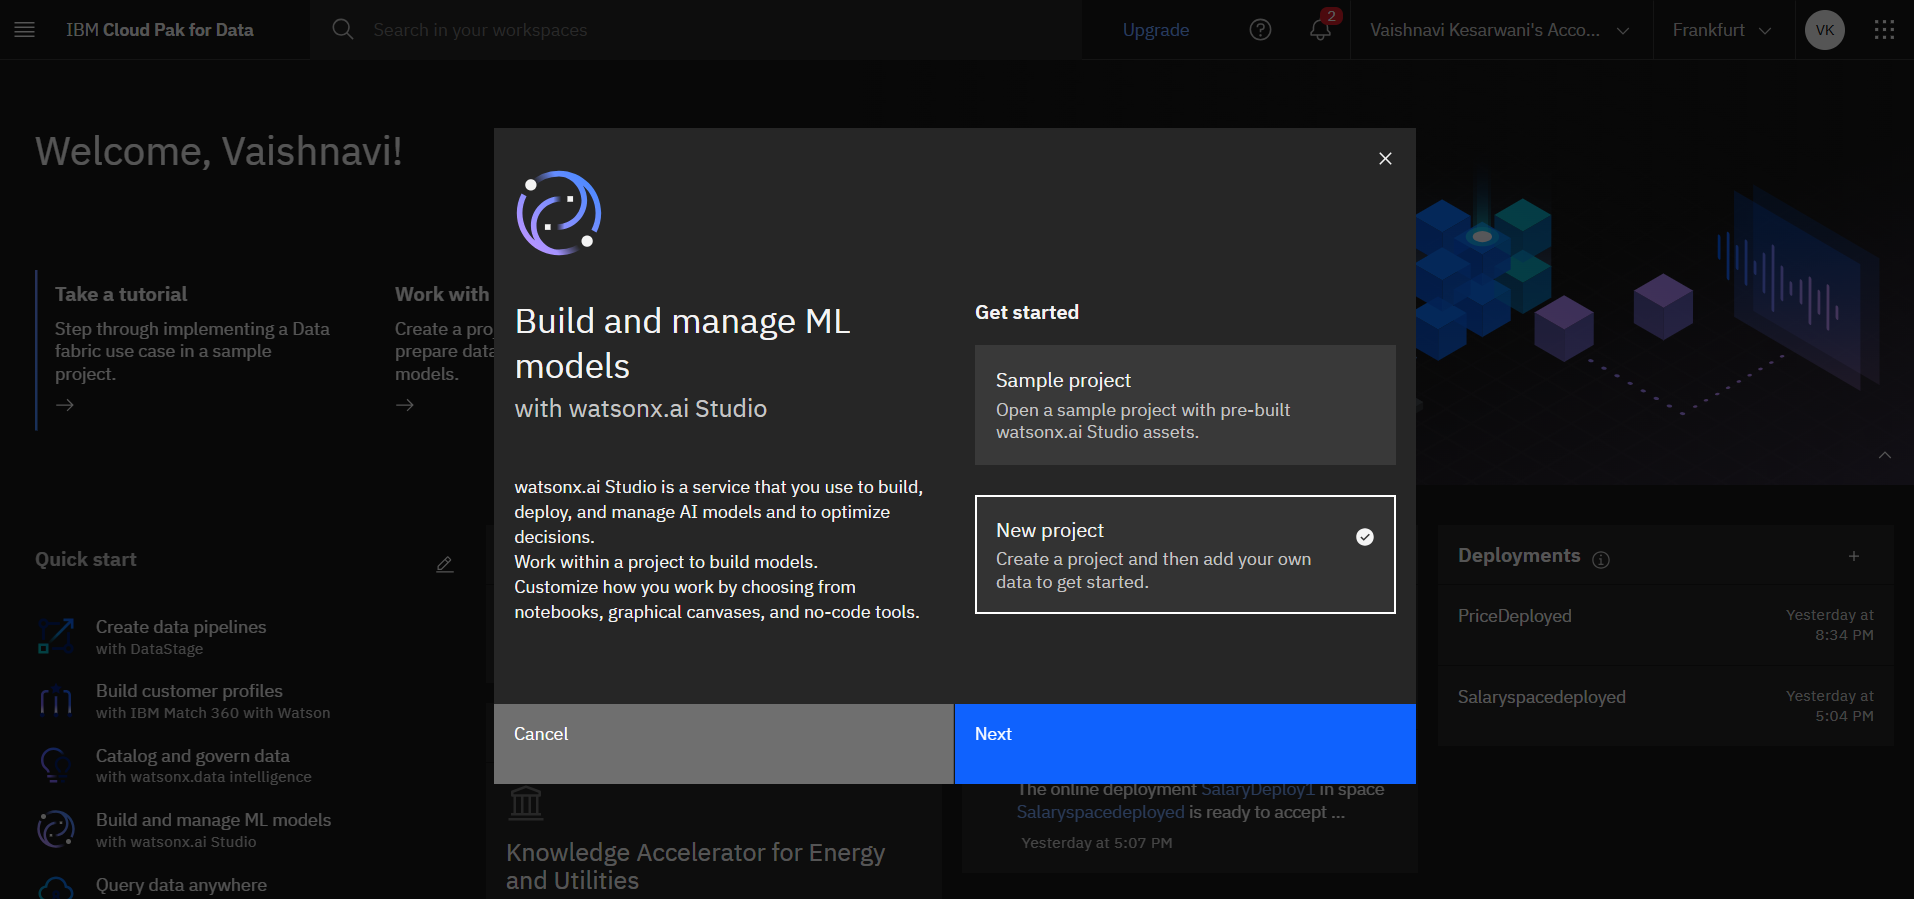 IBM Cloud Pak for Data
Search in your workspaces
Upgrade
2
Vaishnavi Kesarwani's Acco...
Frankfurt
VK
Welcome, Vaishnavi!
Take a tutorial
Step through implementing a Data
fabric use case in a sample
project.
Work with
Create a pro
prepare data
models.
Build and manage ML
models
with watsonx.ai Studio
watsonx.ai Studio is a service that you use to build,
deploy, and manage AI models and to optimize
decisions.
Work within a project to build models.
Customize how you work by choosing from
notebooks, graphical canvases, and no-code tools.
Get started
Sample project
Open a sample project with pre-built
watsonx.ai Studio assets.
New project
Create a project and then add your own
data to get started.
Cancel
Next
Quick start
Create data pipelines
with DataStage
Build customer profiles
with IBM Match 360 with Watson
Catalog and govern data
with watsonx.data intelligence
Build and manage ML models
with watsonx.ai Studio
Query data anywhere
Knowledge Accelerator for Energy
and Utilities
The online deployment SalaryDeploy1 in space
Salaryspacedeployed is ready to accept ...
Yesterday at 5:07 PM
Deployments
PriceDeployed
Yesterday at
8:34 PM
Salaryspacedeployed
Yesterday at
5:04 PM